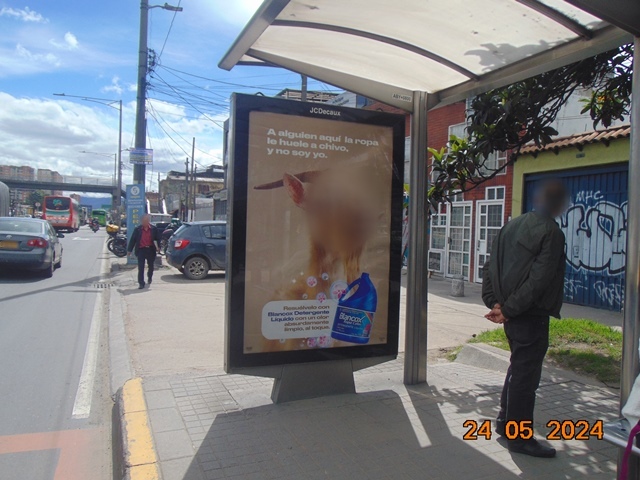 JCDecaux
A alguien aquí la ropa
le huele a chivo,
y no soy yo.
Resuélvelo con
Blancox Detergente
Líquido con un olor
absurdamente
limpio, al toque.
Blancox
24 05 2024